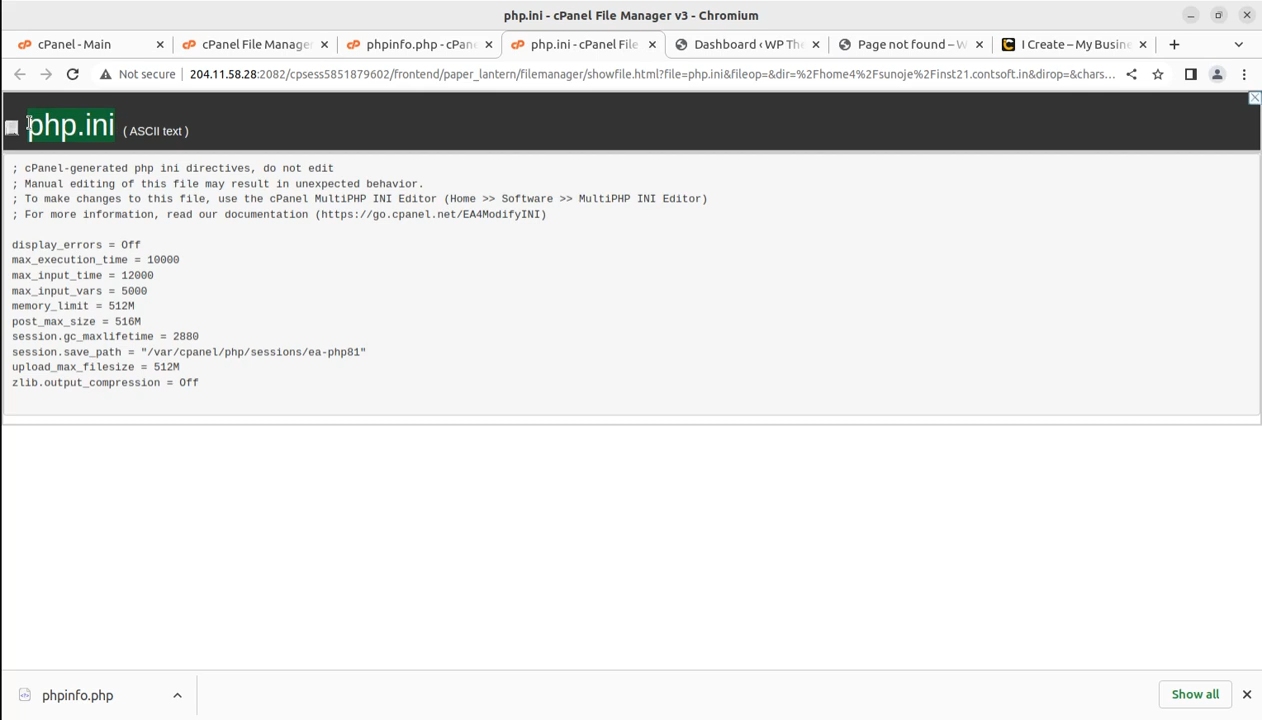 php.ini - cPanel File Manager v3 - Chromium
cPanel - Main
cPanel File Manager
phpinfo.php - cPan
php.ini - cPanel File
Dashboard ‹ WP The
Page not found – W
I Create – My Busine
Not secure
204.11.58.28:2082/cpsess5851879602/frontend/paper_lantern/filemanager/showfile.html?file=php.ini&fileop=&dir=%2Fhome4%2Fsunoje%2Finst21.contsoft.in&dirop=&chars...
php.ini ( ASCII text )
; cPanel-generated php ini directives, do not edit
; Manual editing of this file may result in unexpected behavior.
; To make changes to this file, use the cPanel MultiPHP INI Editor (Home >> Software >> MultiPHP INI Editor)
; For more information, read our documentation (https://go.cpanel.net/EA4ModifyINI)
display_errors = Off
max_execution_time = 10000
max_input_time = 12000
max_input_vars = 5000
memory_limit = 512M
post_max_size = 516M
session.gc_maxlifetime = 2880
session.save_path = "/var/cpanel/php/sessions/ea-php81"
upload_max_filesize = 512M
zlib.output_compression = Off
phpinfo.php
Show all